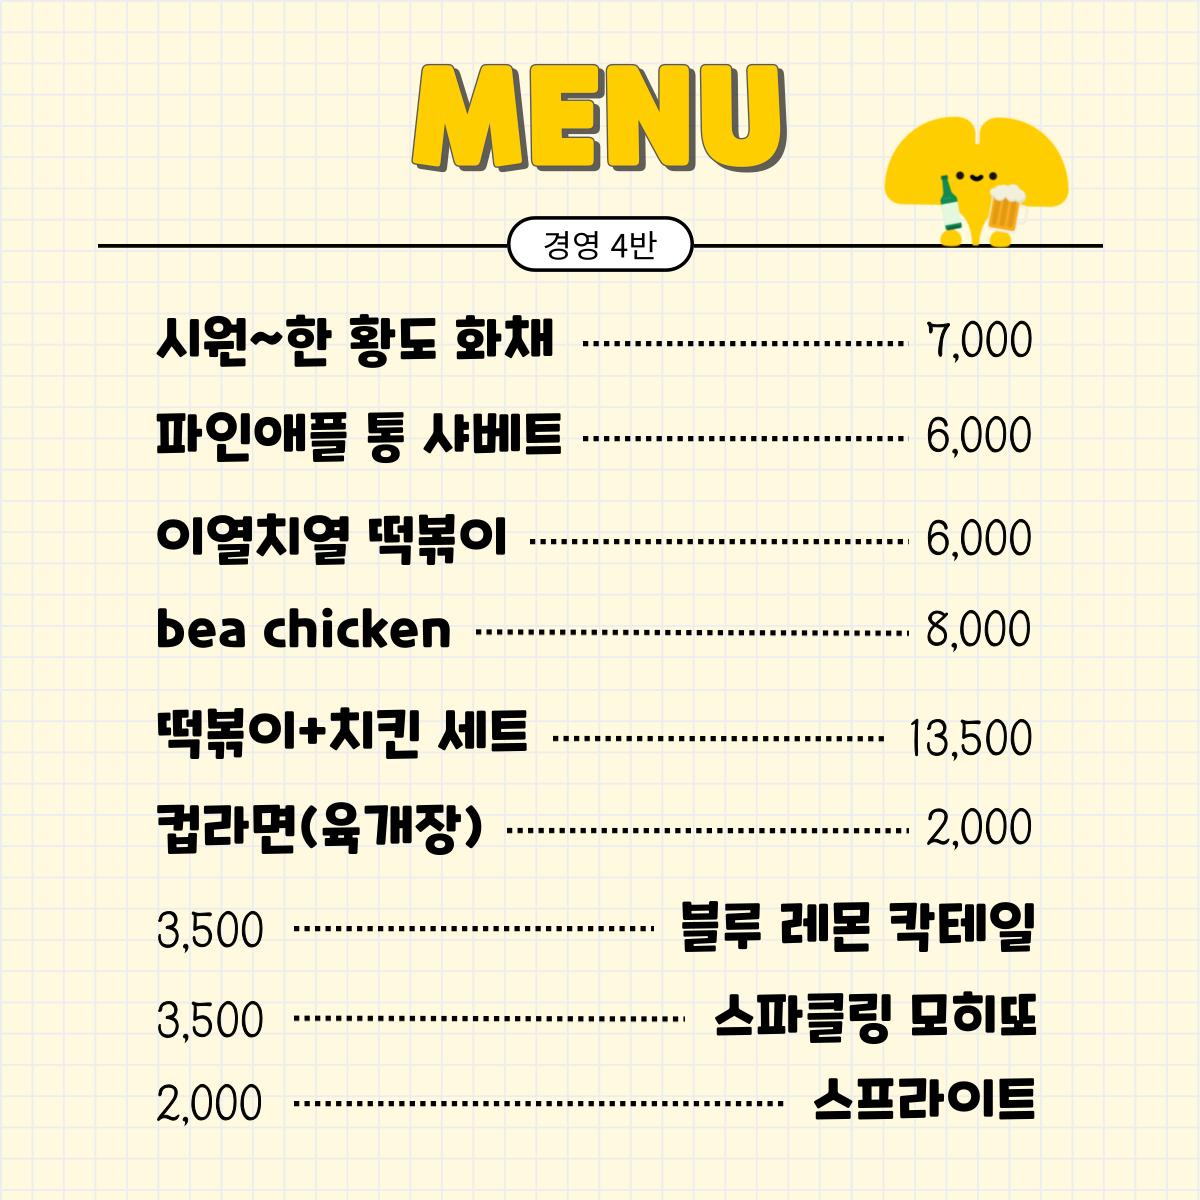 MENU
경영 4반
시원~한 황도 화채 7,000
파인애플 통 샤베트 6,000
이열치열 떡볶이 6,000
bea chicken 8,000
떡볶이+치킨 세트 13,500
컵라면(육개장) 2,000
3,500 블루 레몬 칵테일
3,500 스파클링 모히또
2,000 스프라이트